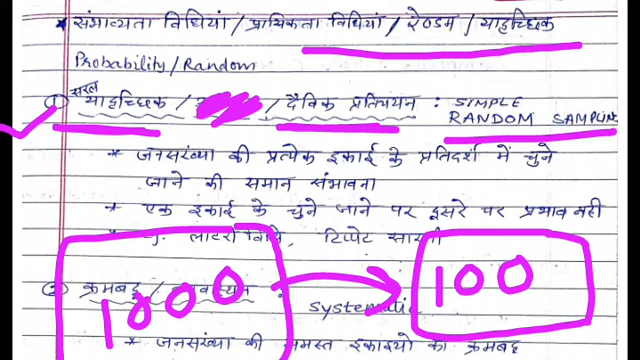 * संभाव्यता विधियां / प्रायिकता विधियां / रेण्डम / यादृच्छिक
Probability / Random
① सरल यादृच्छिक / / दैविक प्रतिचयन : SIMPLE
RANDOM SAMPLING
* जनसंख्या की प्रत्येक इकाई के प्रतिदर्श में चुने
जाने की समान संभावना
* एक इकाई के चुने जाने पर दूसरे पर प्रभाव नहीं
* लाटरी विधि, टिप्पेट सारणी
1000 100
② क्रमबद्ध / :
systematic
* जनसंख्या की समस्त इकाइयों का क्रमबद्ध